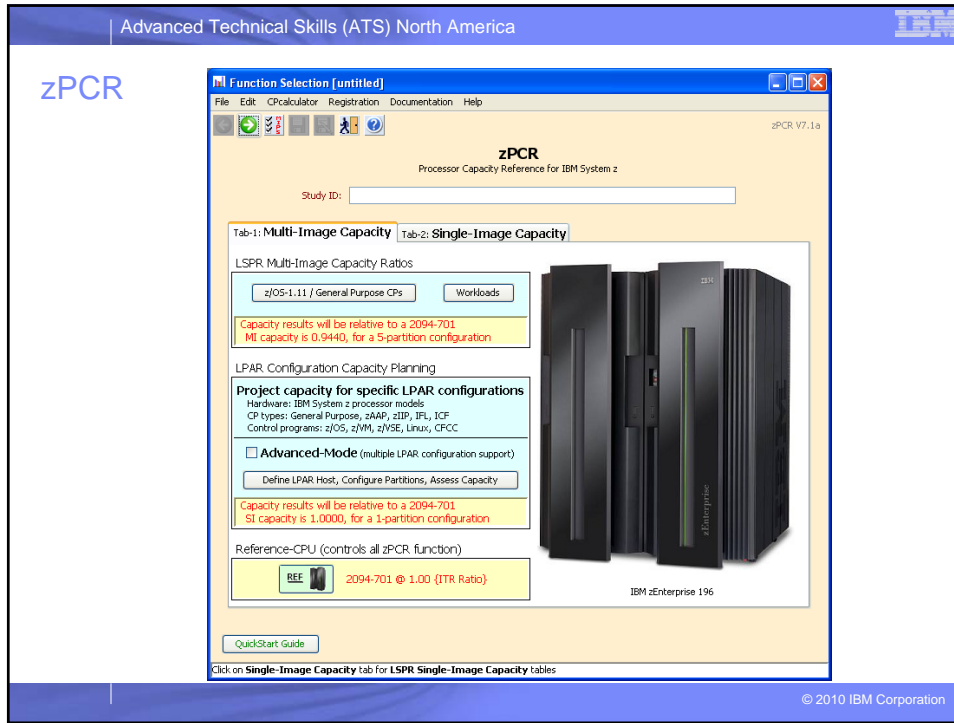 Advanced Technical Skills (ATS) North America
IBM
zPCR
Function Selection [untitled]
File Edit CPcalculator Registration Documentation Help
zPCR V7.1a
zPCR
Processor Capacity Reference for IBM System z
Study ID:
Tab-1: Multi-Image Capacity Tab-2: Single-Image Capacity
LSPR Multi-Image Capacity Ratios
z/OS-1.11 / General Purpose CPs Workloads
Capacity results will be relative to a 2094-701
MI capacity is 0.9440, for a 5-partition configuration
LPAR Configuration Capacity Planning
Project capacity for specific LPAR configurations
Hardware: IBM System z processor models
CP types: General Purpose, zAAP, zIIP, IFL, ICF
Control programs: z/OS, z/VM, z/VSE, Linux, CFCC
Advanced-Mode (multiple LPAR configuration support)
Define LPAR Host, Configure Partitions, Assess Capacity
Capacity results will be relative to a 2094-701
SI capacity is 1.0000, for a 1-partition configuration
Reference-CPU (controls all zPCR function)
REF 2094-701 @ 1.00 {ITR Ratio}
IBM
zEnterprise
IBM zEnterprise 196
QuickStart Guide
Click on Single-Image Capacity tab for LSPR Single-Image Capacity tables
© 2010 IBM Corporation